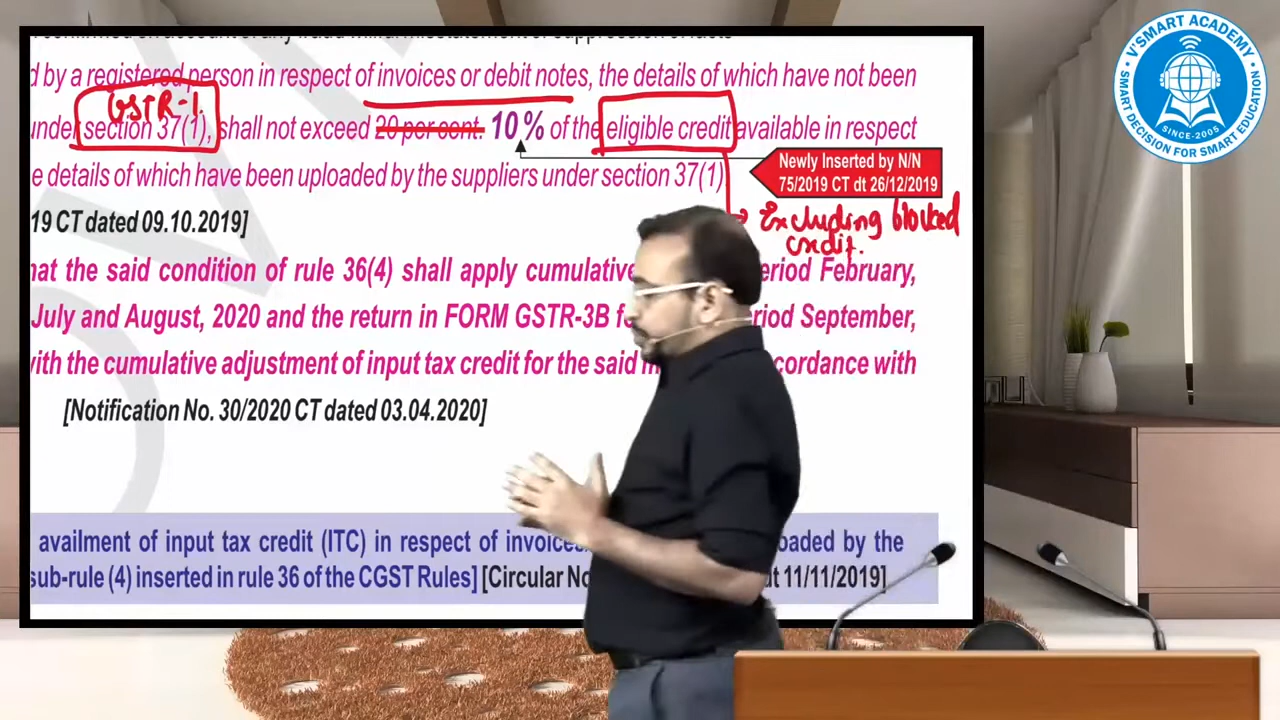 d by a registered person in respect of invoices or debit notes, the details of which have not been
GSTR-1.
under section 37(1), shall not exceed 20 per cent. 10% of the eligible credit available in respect
Newly Inserted by N/N
75/2019 CT dt 26/12/2019
e details of which have been uploaded by the suppliers under section 37(1)
Excluding blocked
credit.
19 CT dated 09.10.2019]
hat the said condition of rule 36(4) shall apply cumulative eriod February,
July and August, 2020 and the return in FORM GSTR-3B f riod September,
with the cumulative adjustment of input tax credit for the said cordance with
[Notification No. 30/2020 CT dated 03.04.2020]
availment of input tax credit (ITC) in respect of invoices oaded by the
sub-rule (4) inserted in rule 36 of the CGST Rules] [Circular No dt 11/11/2019]
V'SMART ACADEMY
SMART DECISION FOR SMART EDUCATION
SINCE-2005